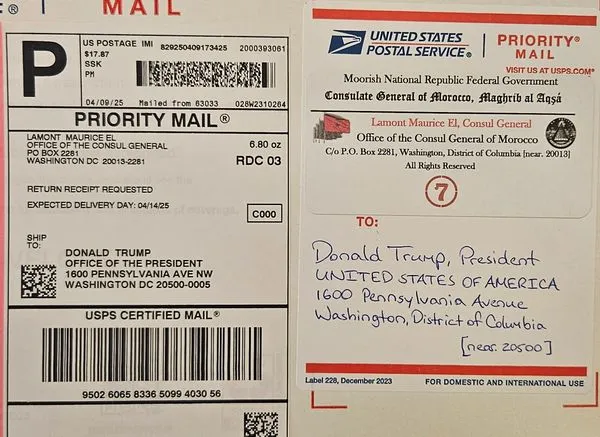 ® | MAIL
P
US POSTAGE IMI 829250409173425 2000393061
$17.87
SSK
PM
04/09/25 Mailed from 63033 028W2310284
PRIORITY MAIL®
LAMONT MAURICE EL 6.80 oz
OFFICE OF THE CONSUL GENERAL
PO BOX 2281
WASHINGTON DC 20013-2281 RDC 03
RETURN RECEIPT REQUESTED
EXPECTED DELIVERY DAY: 04/14/25
C000
SHIP
TO:
DONALD TRUMP
OFFICE OF THE PRESIDENT
1600 PENNSYLVANIA AVE NW
WASHINGTON DC 20500-0005
USPS CERTIFIED MAIL®
9502 6065 8336 5099 4030 56
UNITED STATES
POSTAL SERVICE®
PRIORITY®
MAIL
VISIT US AT USPS.COM®
Moorish National Republic Federal Government
Consulate General of Morocco, Maghrib al Aqsá
Lamont Maurice El, Consul General
Office of the Consul General of Morocco
C/o P.O. Box 2281, Washington, District of Columbia [near. 20013]
All Rights Reserved
7
TO:
Donald Trump, President
UNITED STATES OF AMERICA
1600 Pennsylvania Avenue
Washington, District of Columbia
[near. 20500]
Label 228, December 2023 FOR DOMESTIC AND INTERNATIONAL USE